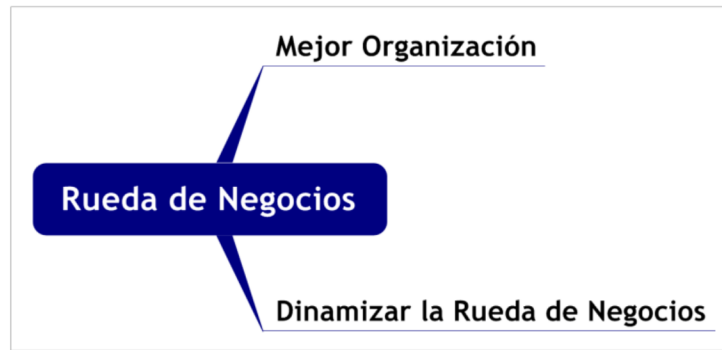 Mejor Organización
Rueda de Negocios
Dinamizar la Rueda de Negocios